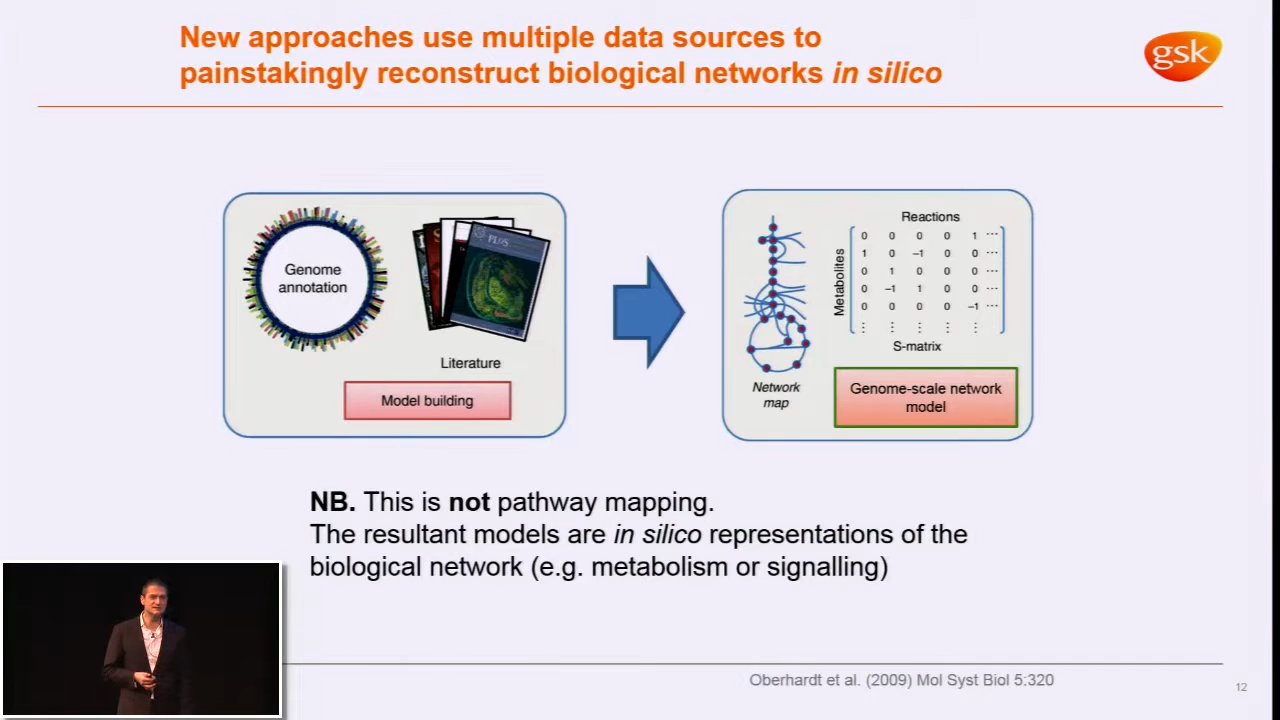 New approaches use multiple data sources to
painstakingly reconstruct biological networks in silico
gsk
Genome
annotation
PLOS
Literature
Model building
Reactions
Metabolites
0 0 0 0 1 ···
1 0 –1 0 0 ···
0 1 0 0 0 ···
0 –1 1 0 0 ···
0 0 0 0 –1 ···
⋮ ⋮ ⋮ ⋮ ⋮
S-matrix
Network
map
Genome-scale network
model
NB. This is not pathway mapping.
The resultant models are in silico representations of the
biological network (e.g. metabolism or signalling)
Oberhardt et al. (2009) Mol Syst Biol 5:320
12